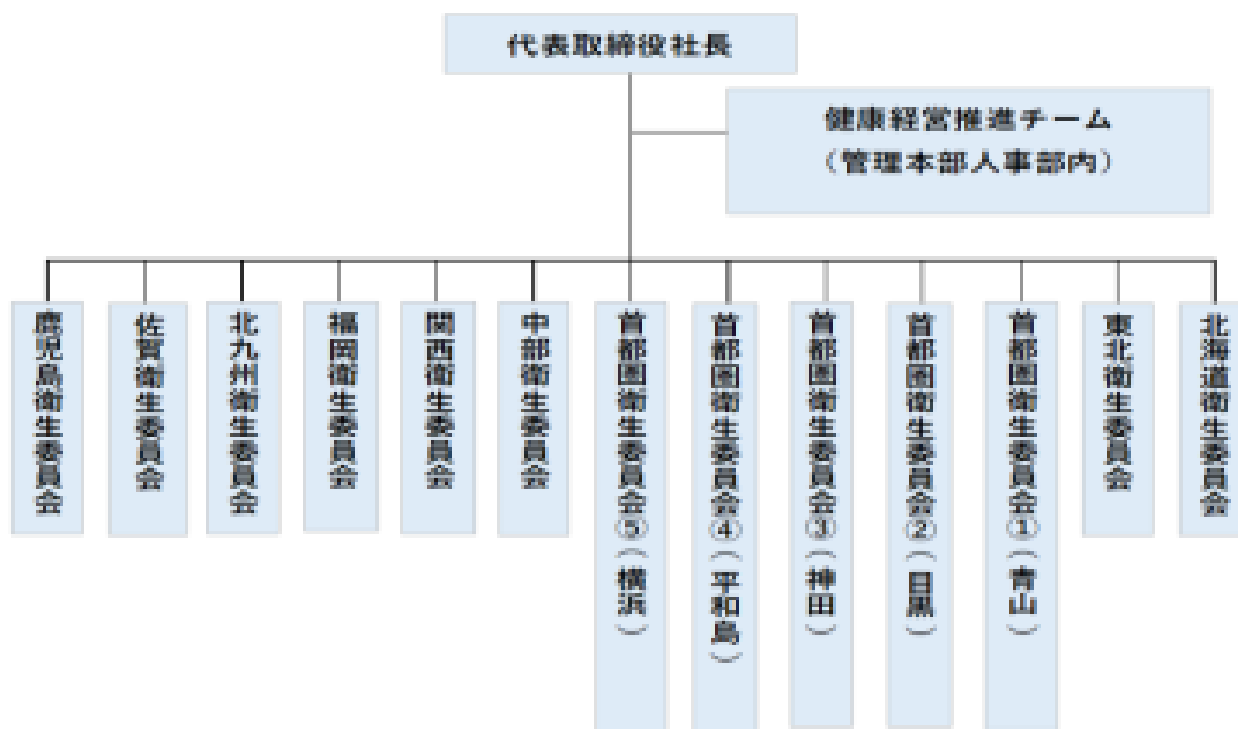 代表取締役社長
健康経営推進チーム
（管理本部人事部内）
北海道衛生委員会
東北衛生委員会
首都圏衛生委員会①（青山）
首都圏衛生委員会②（目黒）
首都圏衛生委員会③（神田）
首都圏衛生委員会④（平和島）
首都圏衛生委員会⑤（横浜）
中部衛生委員会
関西衛生委員会
福岡衛生委員会
北九州衛生委員会
佐賀衛生委員会
鹿児島衛生委員会